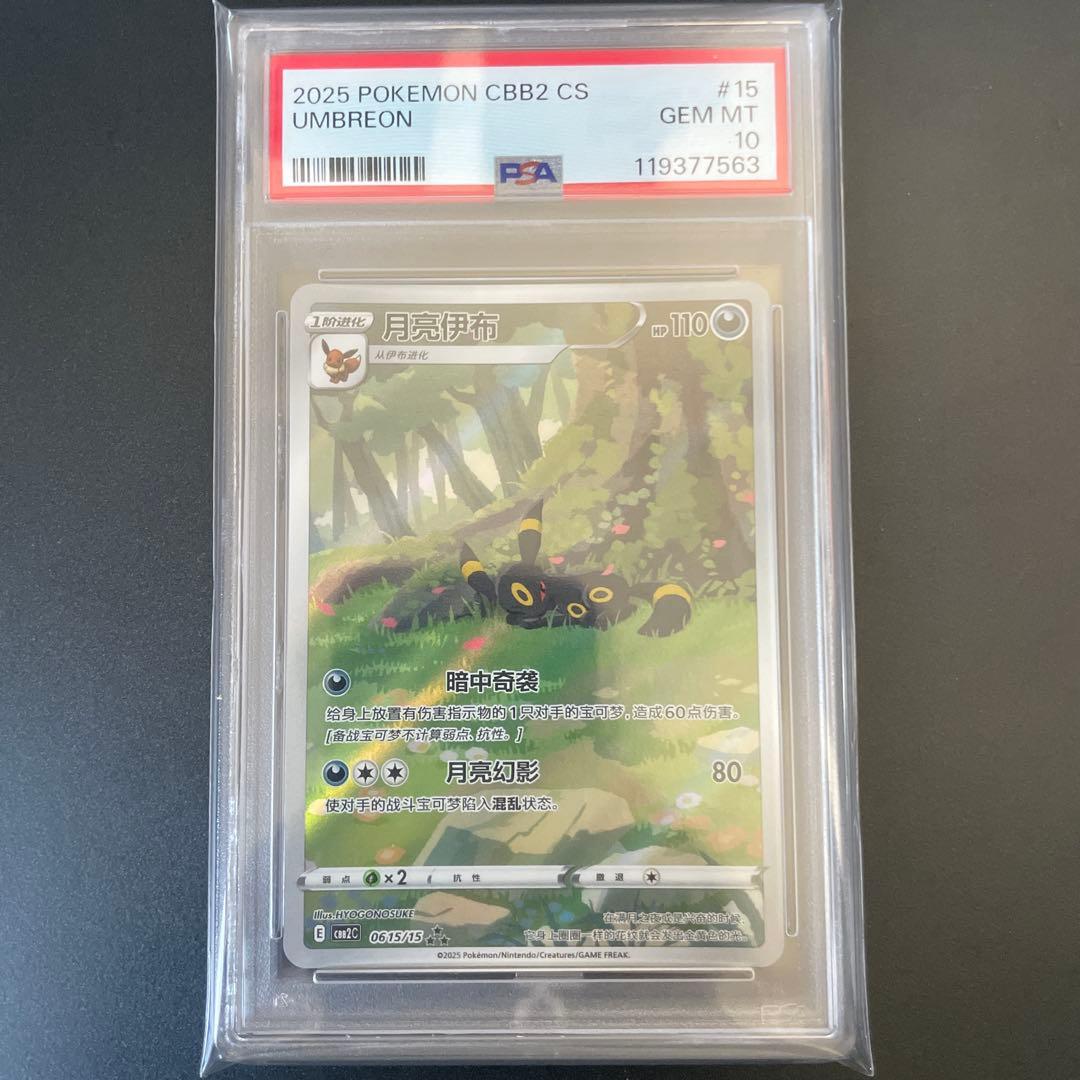 2025 POKEMON CBB2 CS #15
UMBREON GEM MT
10
119377563
PSA
1阶进化 月亮伊布 HP 110
从伊布进化
暗中奇袭
给身上放置有伤害指示物的1只对手的宝可梦,造成60点伤害。
[备战宝可梦不计算弱点、抗性。]
月亮幻影 80
使对手的战斗宝可梦陷入混乱状态。
弱点 ×2 抗性 撤退
Illus.HYOGONOSUKE
在满月之夜或是兴奋的时候,
E CBB2C 0615/15
它身上圈圈一样的花纹就会发出金黄色的光。
©2025 Pokémon/Nintendo/Creatures/GAME FREAK.